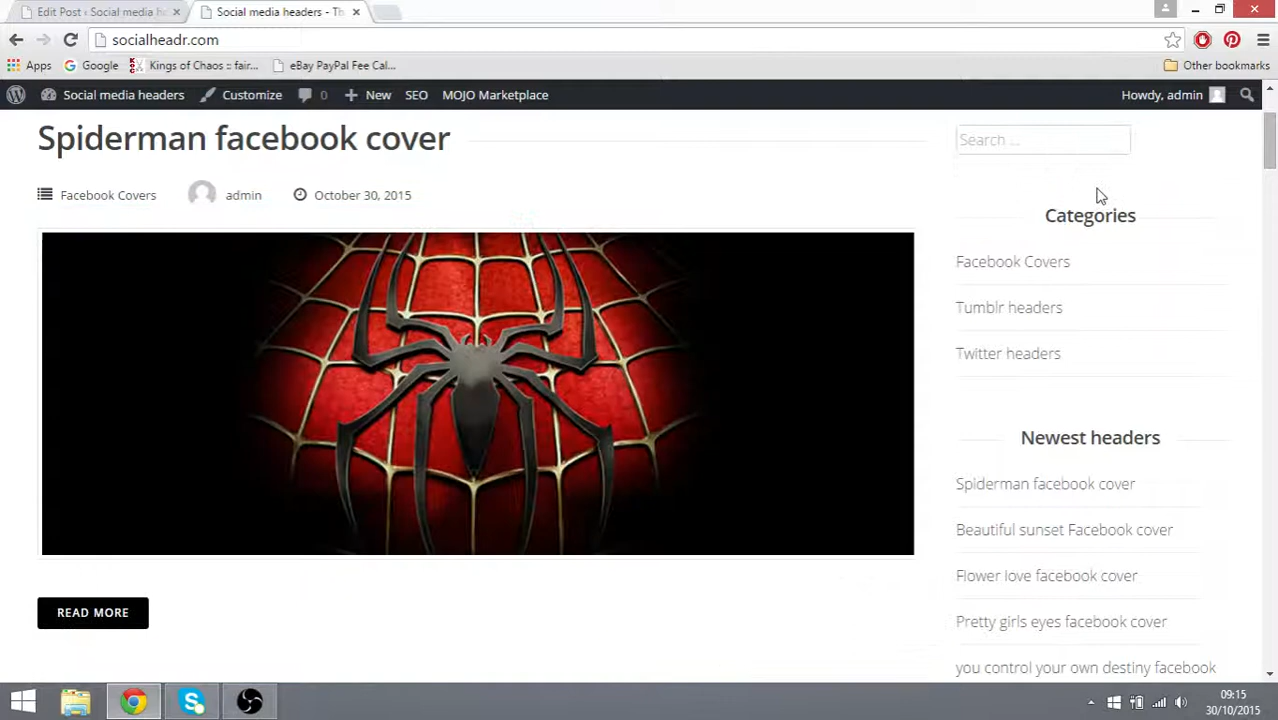 Edit Post ‹ Social media he
Social media headers - Th
socialheadr.com
Apps
Google
Kings of Chaos :: fair...
eBay PayPal Fee Cal...
Other bookmarks
Social media headers
Customize
0
New
SEO
MOJO Marketplace
Howdy, admin
Spiderman facebook cover
Search ...
Facebook Covers
admin
October 30, 2015
Categories
Facebook Covers
Tumblr headers
Twitter headers
Newest headers
Spiderman facebook cover
Beautiful sunset Facebook cover
Flower love facebook cover
Pretty girls eyes facebook cover
you control your own destiny facebook
READ MORE
09:15
30/10/2015